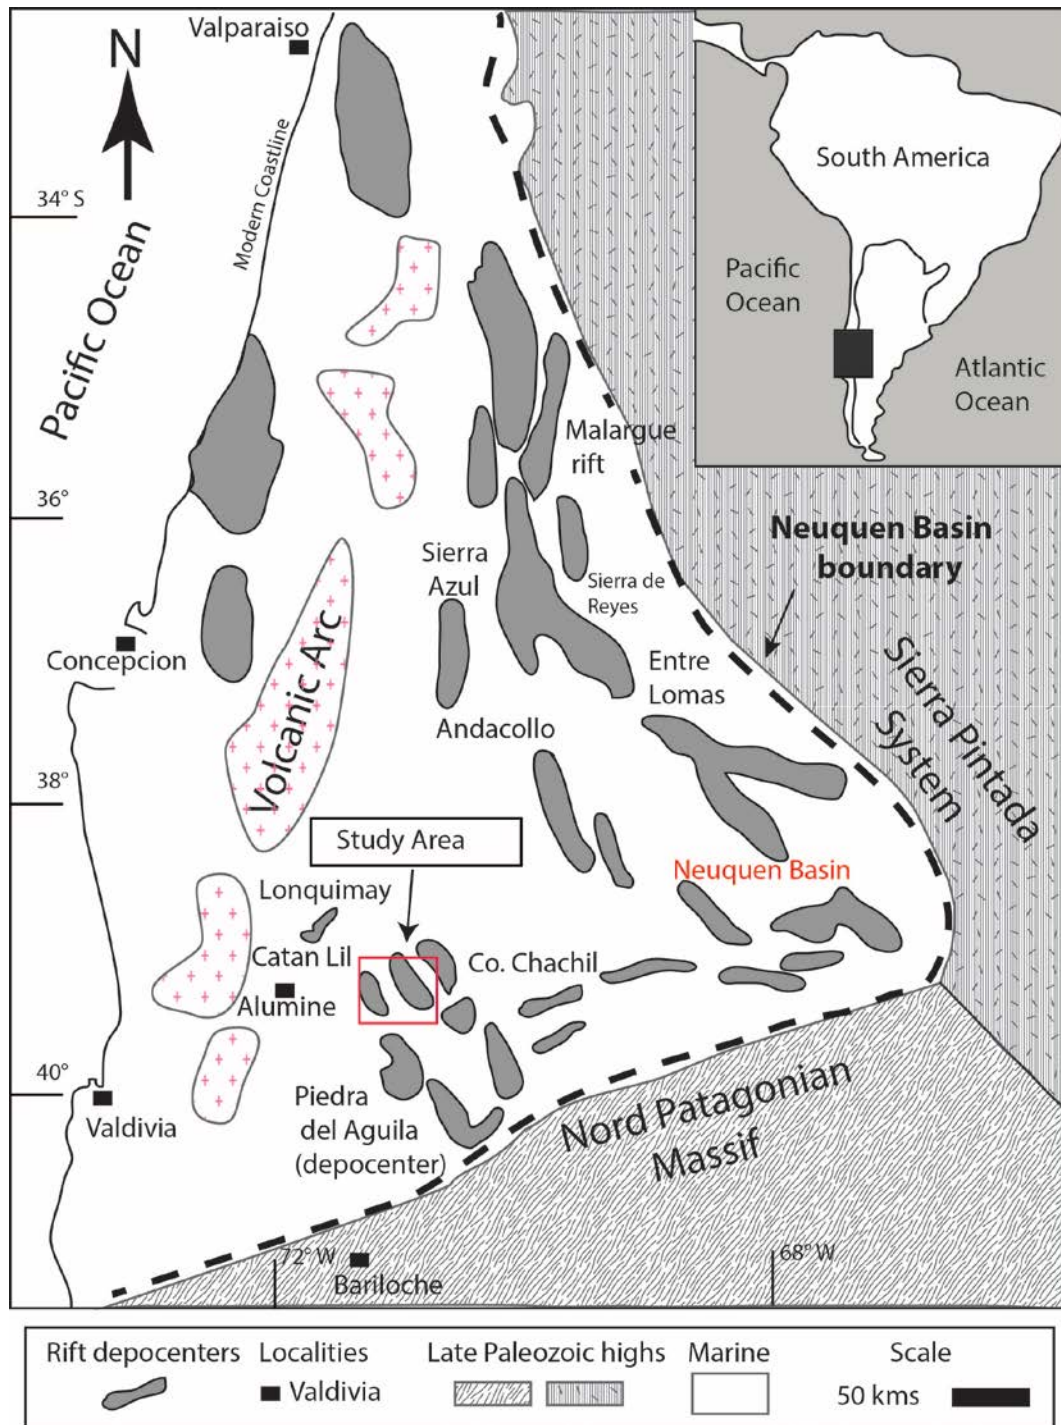 Valparaiso
N
Modern Coastline
34° S
Pacific Ocean
South America
Pacific
Ocean
Atlantic
Ocean
Malargue
rift
36°
Neuquen Basin
boundary
Sierra
Azul
Sierra de
Reyes
Concepcion
Volcanic Arc
Entre
Lomas
Sierra Pintada
System
Andacollo
38°
Study Area
Neuquen Basin
Lonquimay
Catan Lil
Co. Chachil
Alumine
40°
Valdivia
Piedra
del Aguila
(depocenter)
Nord Patagonian
Massif
72° W
68° W
Bariloche
Rift depocenters
Localities
Late Paleozoic highs
Marine
Scale
Valdivia
50 kms